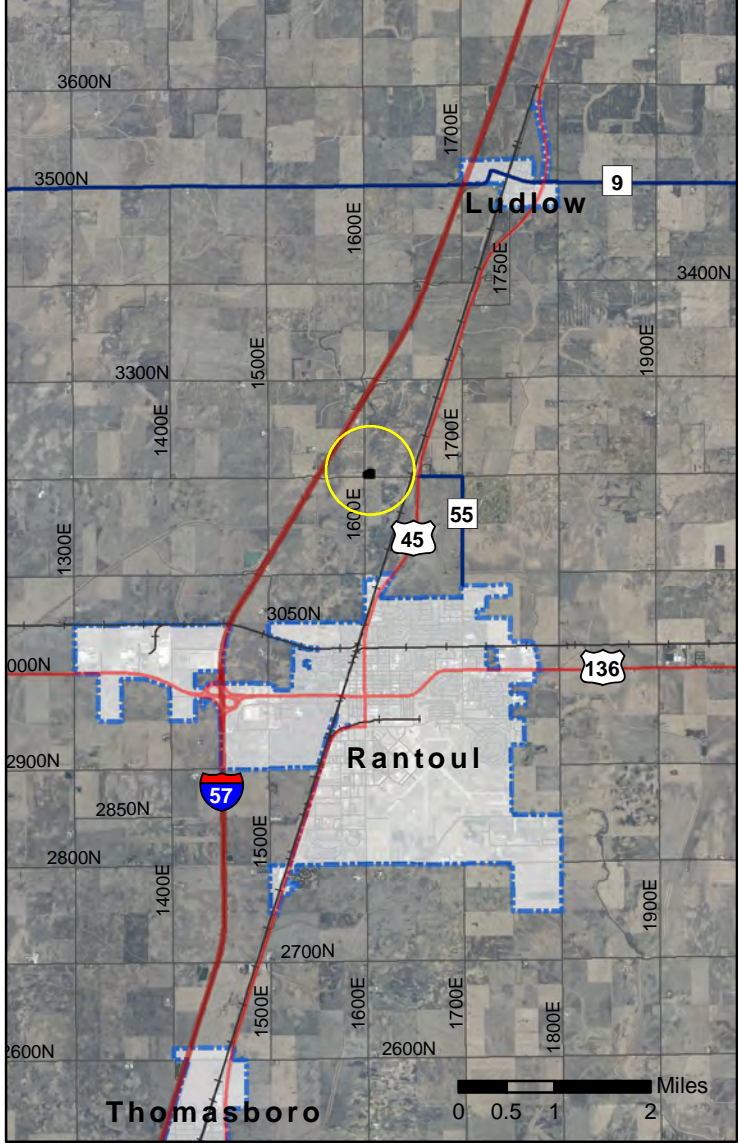 3600N
1700E
3500N
9
Ludlow
1600E
1750E
3400N
1900E
3300N
1500E
1400E
1700E
1600E
55
45
1300E
3050N
000N
136
Rantoul
2900N
57
2850N
1500E
2800N
1400E
1900E
2700N
1500E
1600E
1700E
1800E
2600N
2600N
Miles
Thomasboro
0 0.5 1 2